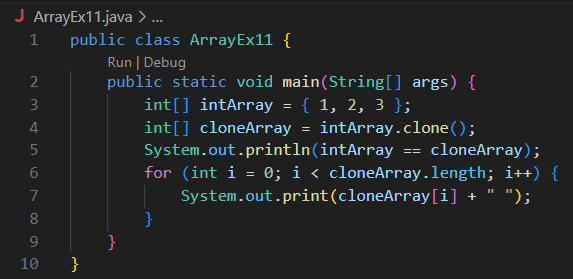 J ArrayEx11.java > ...
1 public class ArrayEx11 {
Run | Debug
2     public static void main(String[] args) {
3         int[] intArray = { 1, 2, 3 };
4         int[] cloneArray = intArray.clone();
5         System.out.println(intArray == cloneArray);
6         for (int i = 0; i < cloneArray.length; i++) {
7             System.out.print(cloneArray[i] + " ");
8         }
9     }
10 }